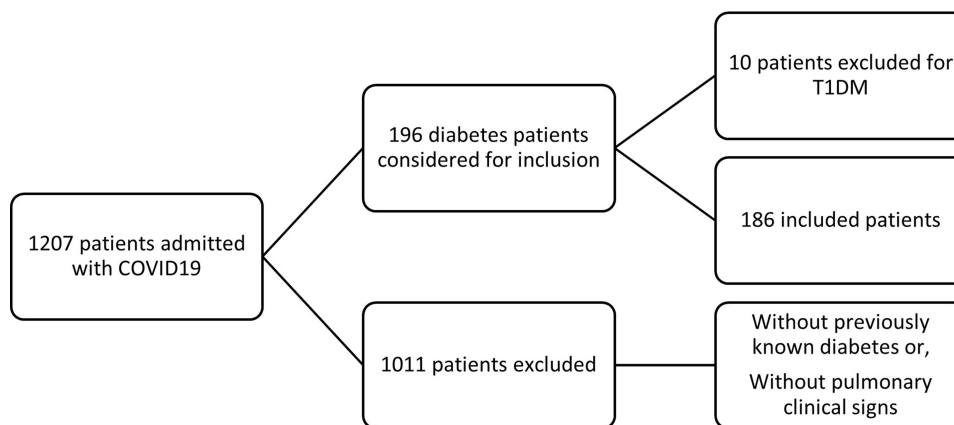 1207 patients admitted
with COVID19
196 diabetes patients
considered for inclusion
10 patients excluded for
T1DM
186 included patients
1011 patients excluded
Without previously
known diabetes or,
Without pulmonary
clinical signs